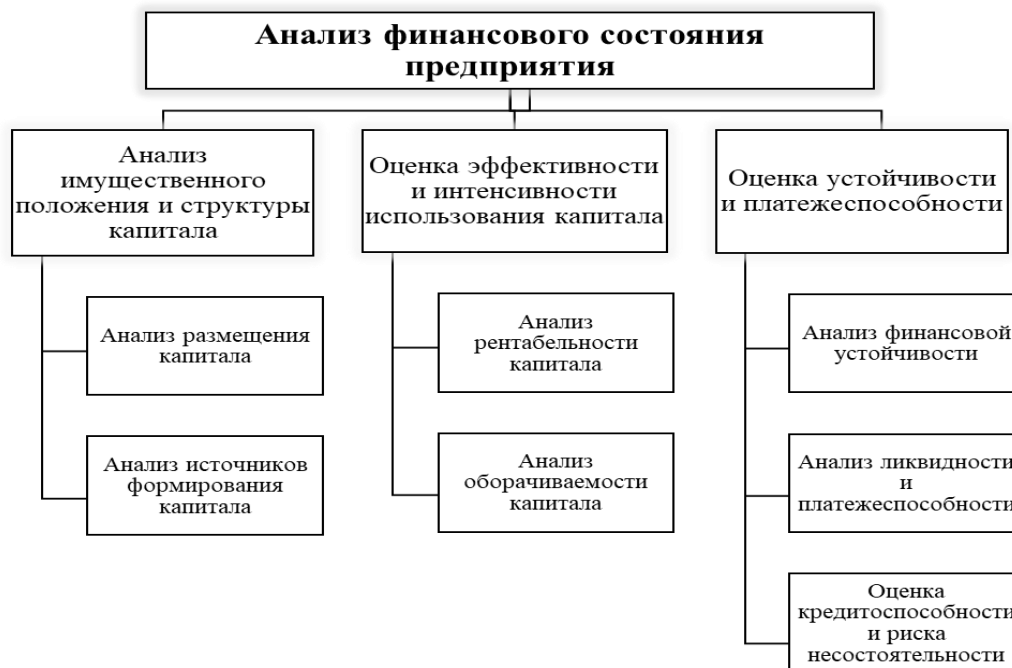 Анализ финансового состояния
предприятия
Анализ
имущественного
положения и структуры
капитала
Оценка эффективности
и интенсивности
использования капитала
Оценка устойчивости
и платежеспособности
Анализ размещения
капитала
Анализ источников
формирования
капитала
Анализ
рентабельности
капитала
Анализ
оборачиваемости
капитала
Анализ финансовой
устойчивости
Анализ ликвидности
и
платежеспособности
Оценка
кредитоспособности
и риска
несостоятельности